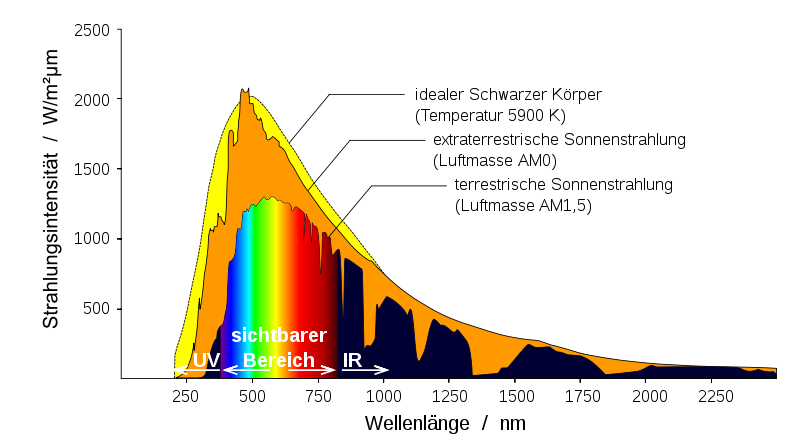 2500
2000
1500
1000
500
Strahlungsintensität / W/m²µm
idealer Schwarzer Körper
(Temperatur 5900 K)
extraterrestrische Sonnenstrahlung
(Luftmasse AM0)
terrestrische Sonnenstrahlung
(Luftmasse AM1,5)
sichtbarer
UV Bereich IR
250 500 750 1000 1250 1500 1750 2000 2250
Wellenlänge / nm